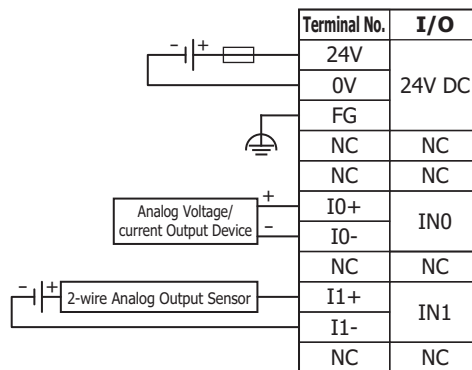 Terminal No. I/O
24V
0V 24V DC
FG
NC NC
NC NC
Analog Voltage/
current Output Device
I0+
I0- IN0
NC NC
2-wire Analog Output Sensor
I1+
I1- IN1
NC NC
- +
+
-
- +